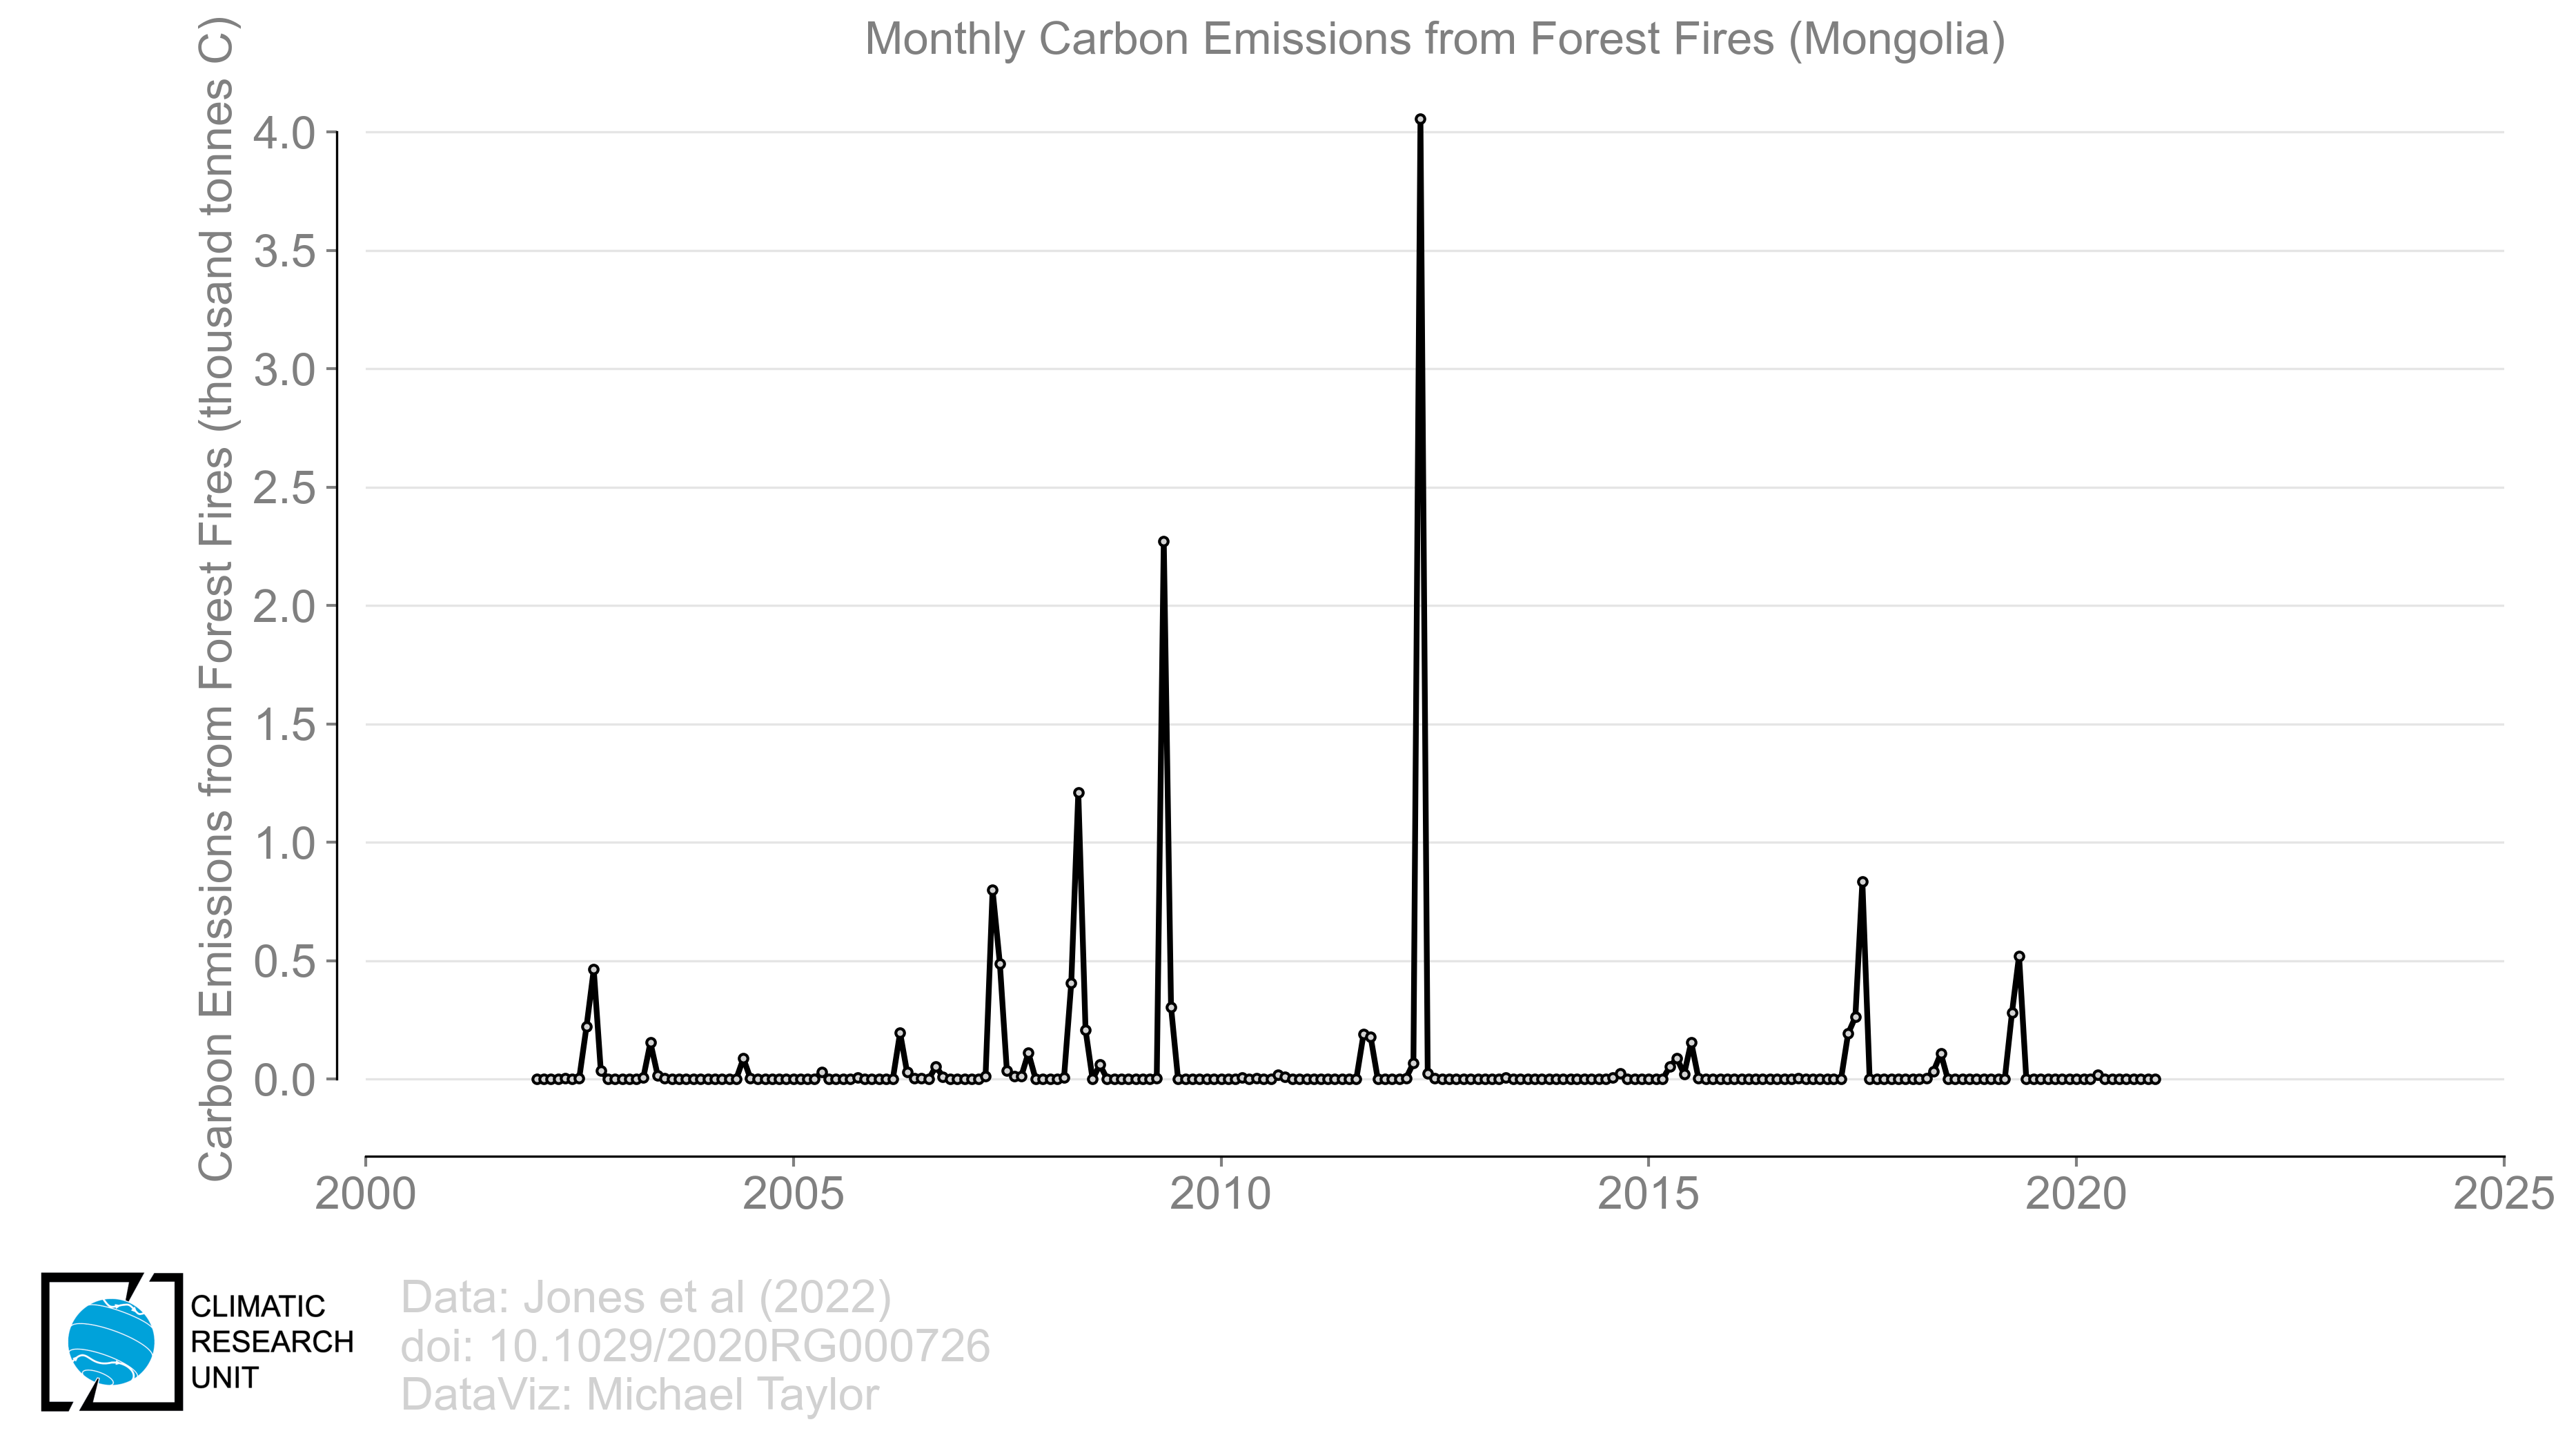 Monthly Carbon Emissions from Forest Fires (Mongolia)
Carbon Emissions from Forest Fires (thousand tonnes C)
4.0
3.5
3.0
2.5
2.0
1.5
1.0
0.5
0.0
2000 2005 2010 2015 2020 2025
CLIMATIC
RESEARCH
UNIT
Data: Jones et al (2022)
doi: 10.1029/2020RG000726
DataViz: Michael Taylor